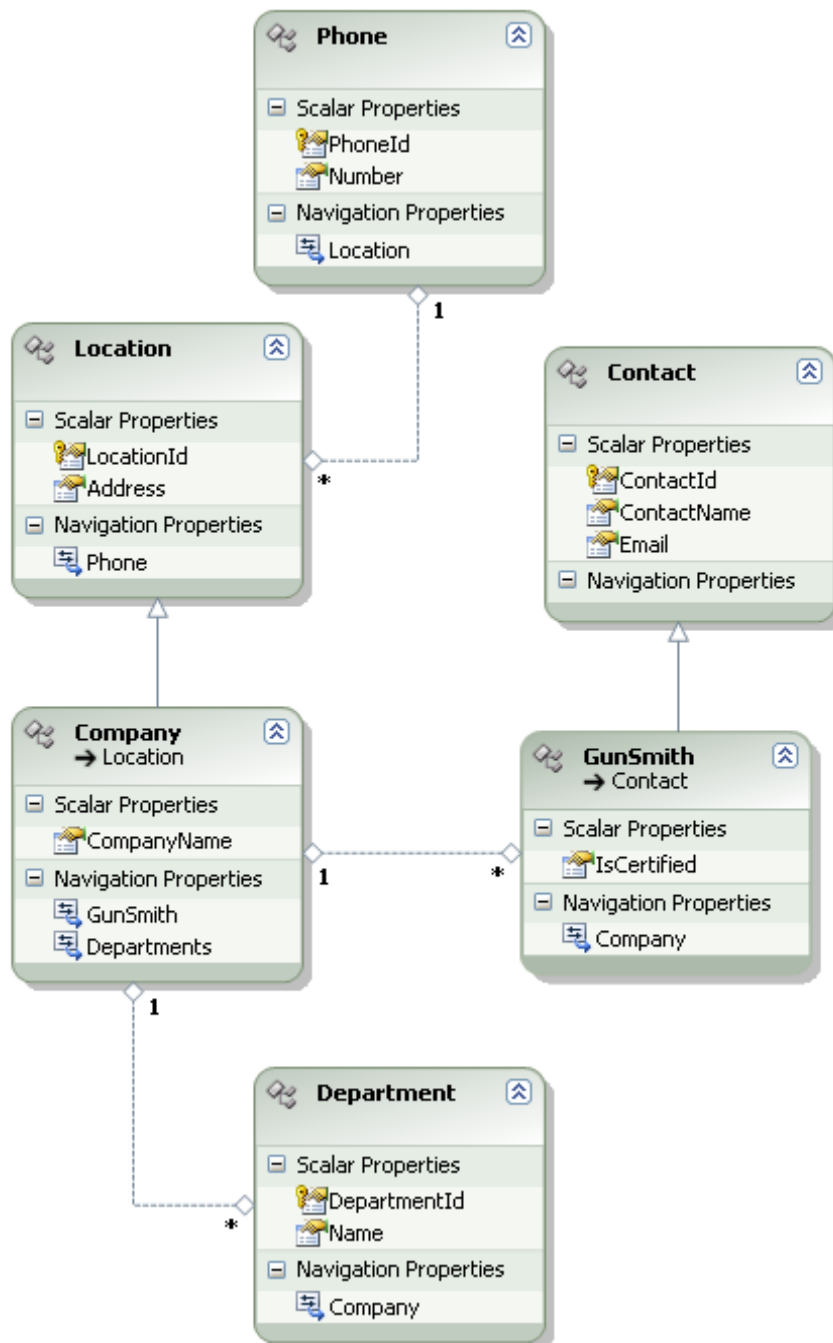 Phone
Scalar Properties
PhoneId
Number
Navigation Properties
Location
1
Location
Scalar Properties
LocationId
Address
Navigation Properties
Phone
*
Contact
Scalar Properties
ContactId
ContactName
Email
Navigation Properties
Company
Location
Scalar Properties
CompanyName
Navigation Properties
GunSmith
Departments
1
*
1
GunSmith
Contact
Scalar Properties
IsCertified
Navigation Properties
Company
Department
Scalar Properties
DepartmentId
Name
Navigation Properties
Company
*